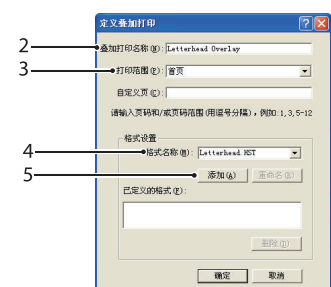 定义叠加打印
2 叠加打印名称(N): Letterhead Overlay
3 打印范围(P): 首页
自定义页(C):
请输入页码和/或页码范围(用逗号分隔),例如:1,3,5-12
格式设置
4 格式名称(M): Letterhead.MST
5 添加(A) 重命名(R)
已定义的格式(F):
删除(D)
确定 取消